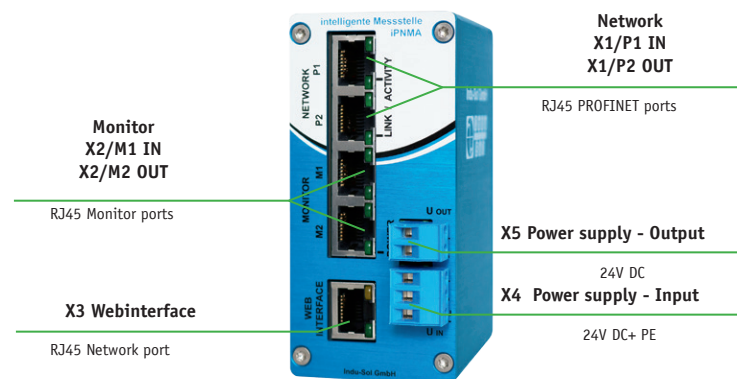 intelligente Messstelle
iPNMA
Network
X1/P1 IN
X1/P2 OUT
RJ45 PROFINET ports
NETWORK
P1
P2
LINK
ACTIVITY
Monitor
X2/M1 IN
X2/M2 OUT
RJ45 Monitor ports
MONITOR
M1
M2
U OUT
X5 Power supply - Output
24V DC
X4 Power supply - Input
24V DC+ PE
U IN
X3 Webinterface
RJ45 Network port
WEB
INTERFACE
Indu-Sol GmbH